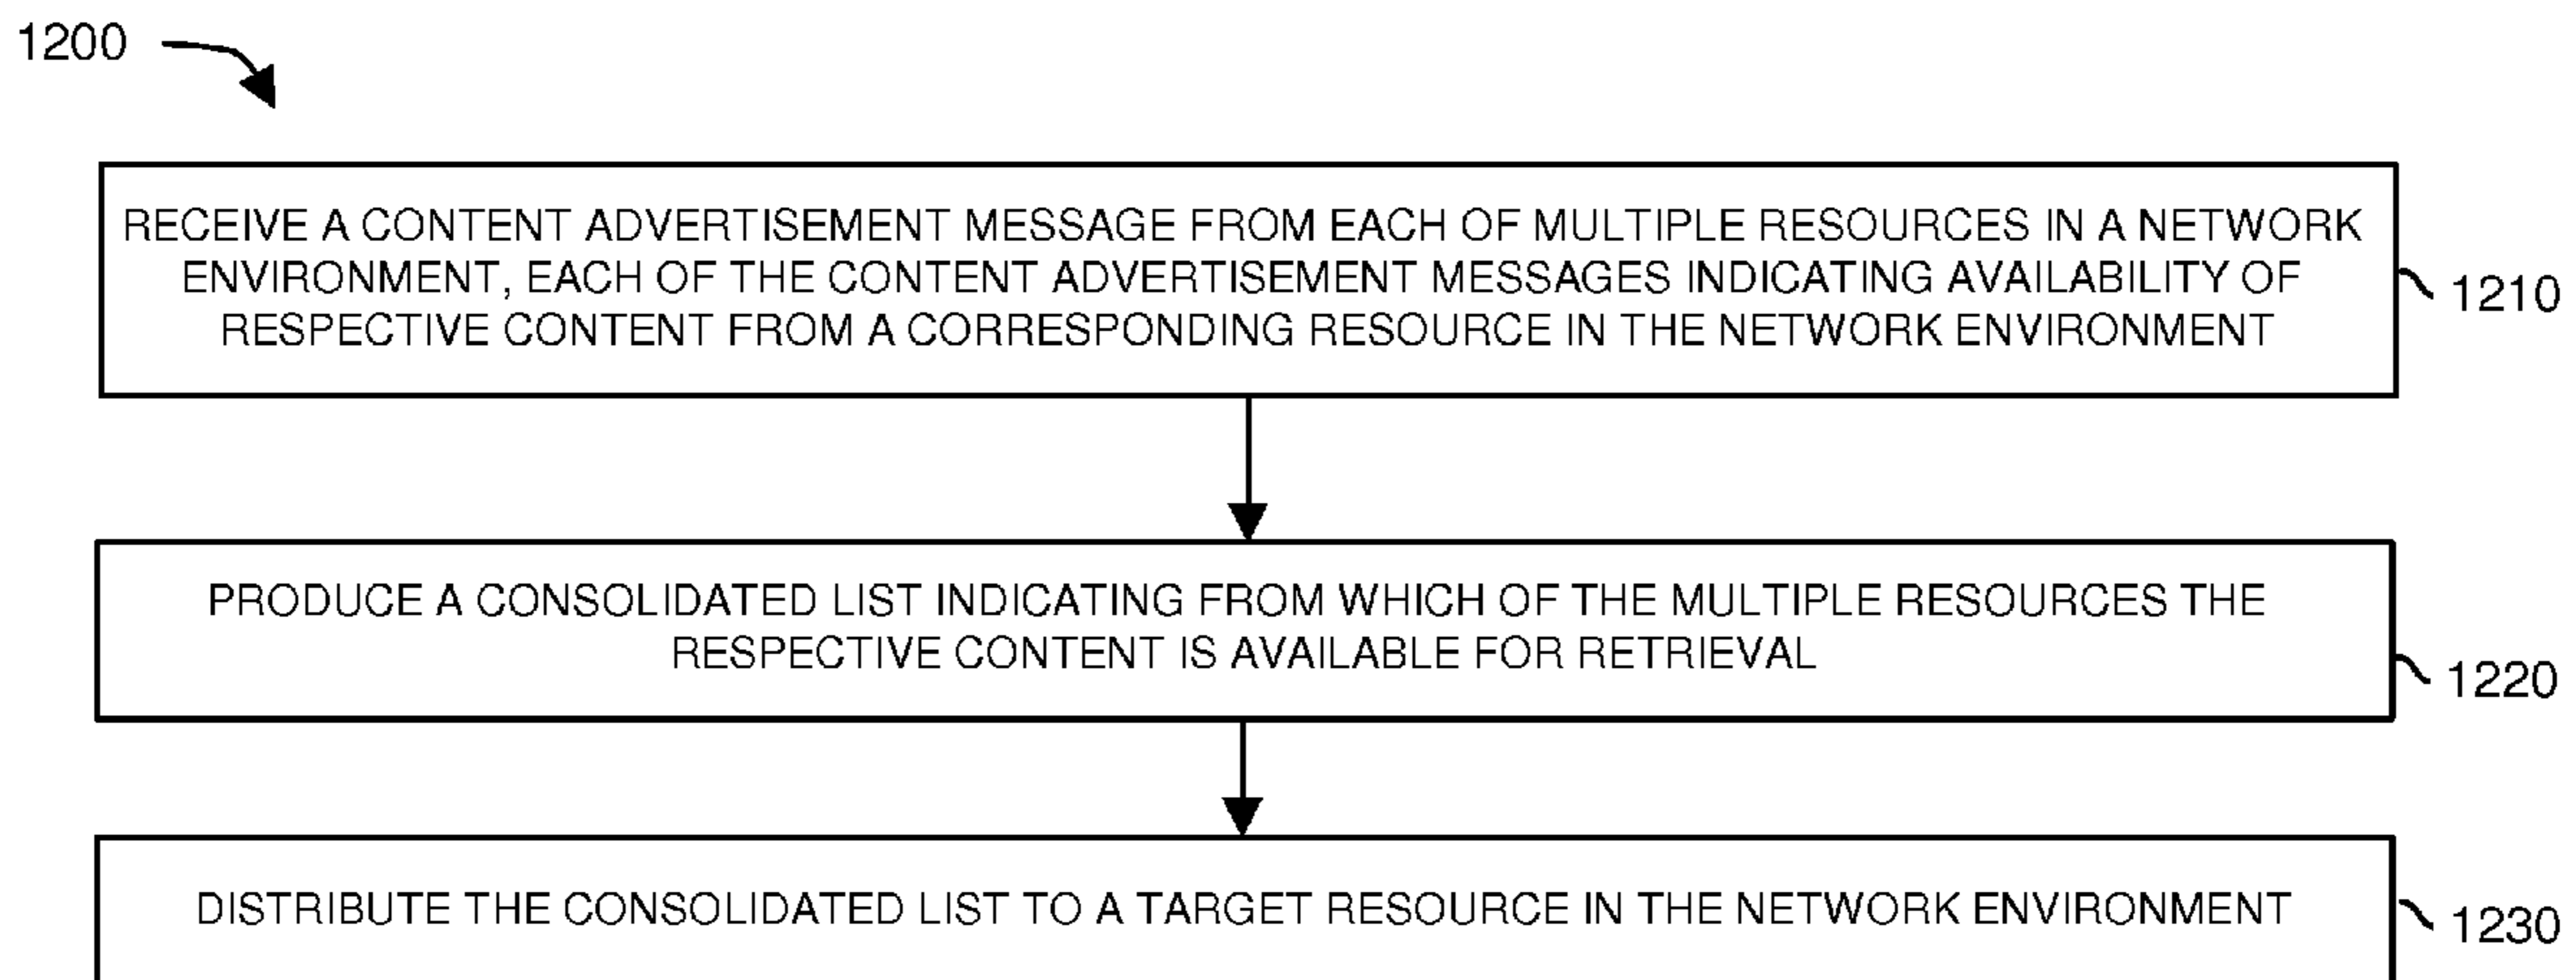 1200
RECEIVE A CONTENT ADVERTISEMENT MESSAGE FROM EACH OF MULTIPLE RESOURCES IN A NETWORK
ENVIRONMENT, EACH OF THE CONTENT ADVERTISEMENT MESSAGES INDICATING AVAILABILITY OF
RESPECTIVE CONTENT FROM A CORRESPONDING RESOURCE IN THE NETWORK ENVIRONMENT
1210
PRODUCE A CONSOLIDATED LIST INDICATING FROM WHICH OF THE MULTIPLE RESOURCES THE
RESPECTIVE CONTENT IS AVAILABLE FOR RETRIEVAL
1220
DISTRIBUTE THE CONSOLIDATED LIST TO A TARGET RESOURCE IN THE NETWORK ENVIRONMENT
1230